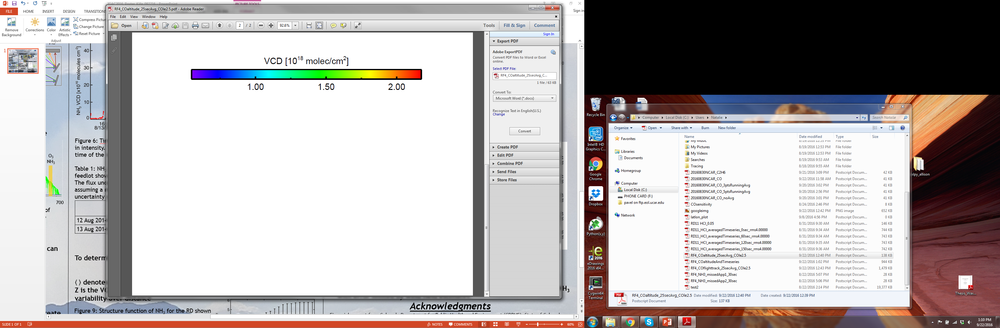 RF4_COaltitude_25secAvg_COle2.5.pdf - Adobe Reader
PICTURE TOOLS
Sign in
FILE
HOME
INSERT
DESIGN
TRANSITIONS
File Edit View Window Help
Open
2 / 2
92.6%
Tools
Fill & Sign
Comment
Remove Background
Corrections
Color
Artistic Effects
Compress Pictur
Change Picture
Reset Picture
Adjust
1
NH3 VCD [x10^16 molecules cm^-2]
40
30
20
10
0
16:
8/13/
Figure 6: Tin
in intensity.
time of the
O3
NH3
Table 1: NH3
feedlot show
The flux unc
assuming a
uncertainty
700
of
12 Aug 2014
13 Aug 2014
can
To determ
⟨ ⟩ denote
Z is the VC
variability over distance
Figure 9: Structure function of NH3 for the RD shown
6
5
H3
Acknowledgments
VCD [10^18 molec/cm^2]
1.00 1.50 2.00
Sign In
Export PDF
Adobe ExportPDF
Convert PDF files to Word or Excel
online.
Select PDF File:
RF4_COaltitude_25secAvg_C...
1 file / 63 KB
Convert To:
Microsoft Word (*.docx)
Recognize Text in English(U.S.)
Change
Convert
Create PDF
Edit PDF
Combine PDF
Send Files
Store Files
SLIDE 1 OF 1
NOTES
COMMENTS
60%
Recycle Bin
Intel® HD
Graphics C...
Google
Chrome
Dropbox
Python(x,y)
eDrawings
2016 x64...
Cygwin64
Terminal
alpy_allison
Thesis_Wax...
Computer Local Disk (C:) Users Natalie
Search Natalie
Organize Open Share with Burn New folder
Favorites
Libraries
Documents
Homegroup
Computer
Local Disk (C:)
PHONE CARD (F:)
pavel on ftp.eol.ucar.edu
Network
Name Date modified Type Size
My Music 8/19/2016 12:53 PM File folder
My Pictures 8/19/2016 12:53 PM File folder
My Videos 8/19/2016 12:53 PM File folder
Searches 8/19/2016 9:53 AM File folder
Tracing 8/18/2016 9:55 AM File folder
20160830NCAR_C2H6 9/21/2016 3:09 PM Postscript Docum... 42 KB
20160830NCAR_CO 9/22/2016 11:58 AM Postscript Docum... 41 KB
20160830NCAR_CO_3ptsRunningAvg 9/20/2016 3:02 PM Postscript Docum... 41 KB
20160830NCAR_CO_5ptsRunningAvg 9/20/2016 2:56 PM Postscript Docum... 41 KB
20160830NCAR_CO_noAvg 9/20/2016 3:01 PM Postscript Docum... 41 KB
COsensitivity 8/24/2016 2:46 PM Postscript Docum... 8 KB
googleimg 9/22/2016 12:42 PM PNG image 652 KB
latlon_plot 9/8/2016 4:56 PM Postscript Docum... 0 KB
RD11 HCl_0.05 8/31/2016 9:30 AM Postscript Docum... 146 KB
RD11_HCl_averagedTimeseries_0sec_rms4.00000 8/31/2016 9:34 AM Postscript Docum... 744 KB
RD11_HCl_averagedTimeseries_60sec_rms4.00000 8/31/2016 9:34 AM Postscript Docum... 743 KB
RD11_HCl_averagedTimeseries_120sec_rms4.00000 8/31/2016 9:35 AM Postscript Docum... 743 KB
RD11_HCl_averagedTimeseries_150sec_rms4.00000 8/31/2016 9:36 AM Postscript Docum... 742 KB
RF4_COaltitude_25secAvg_COle2.5 9/22/2016 12:40 PM Postscript Docum... 138 KB
RF4_COaltitudeAndTimeseries 9/22/2016 1:02 PM Postscript Docum... 944 KB
RF4_COflighttrack_25secAvg_COle2.5 9/22/2016 12:43 PM Postscript Docum... 1,479 KB
RF4_NH3_missedApp1_30sec 8/22/2016 5:07 PM Postscript Docum... 28 KB
RF4_NH3_missedApp2_30sec 8/22/2016 5:06 PM Postscript Docum... 28 KB
test2 8/22/2016 2:14 PM Postscript Docum... 19,377 KB
RF4_COaltitude_25secAvg_COle2.5 Date modified: 9/22/2016 12:40 PM Date created: 9/22/2016 12:39 PM
Postscript Document Size: 137 KB
1:10 PM
9/22/2016